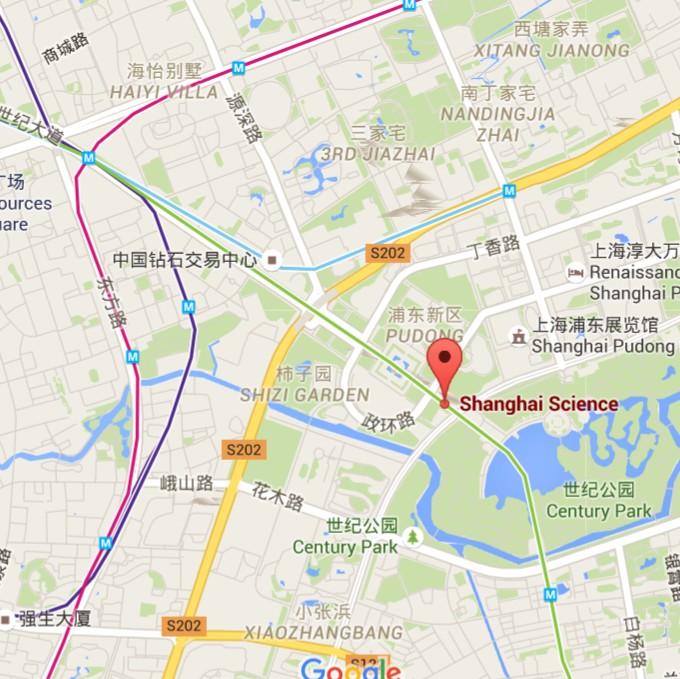 商城路
西塘家弄
XITANG JIANONG
海怡别墅
HAIYI VILLA
源深路
南丁家宅
NANDINGJIA
ZHAI
世纪大道
三家宅
3RD JIAZHAI
广场
ources
uare
中国钻石交易中心
S202
丁香路
上海淳大万
Renaissanc
Shanghai P
东方路
浦东新区
PUDONG
上海浦东展览馆
Shanghai Pudong
柿子园
SHIZI GARDEN
Shanghai Science
政环路
S202
峨山路
花木路
世纪公园
Century Park
世纪公园
Century Park
强生大厦
S202
小张浜
XIAOZHANGBANG
白杨路
银霄路
Google
M
M
M
M
M
M
M
M